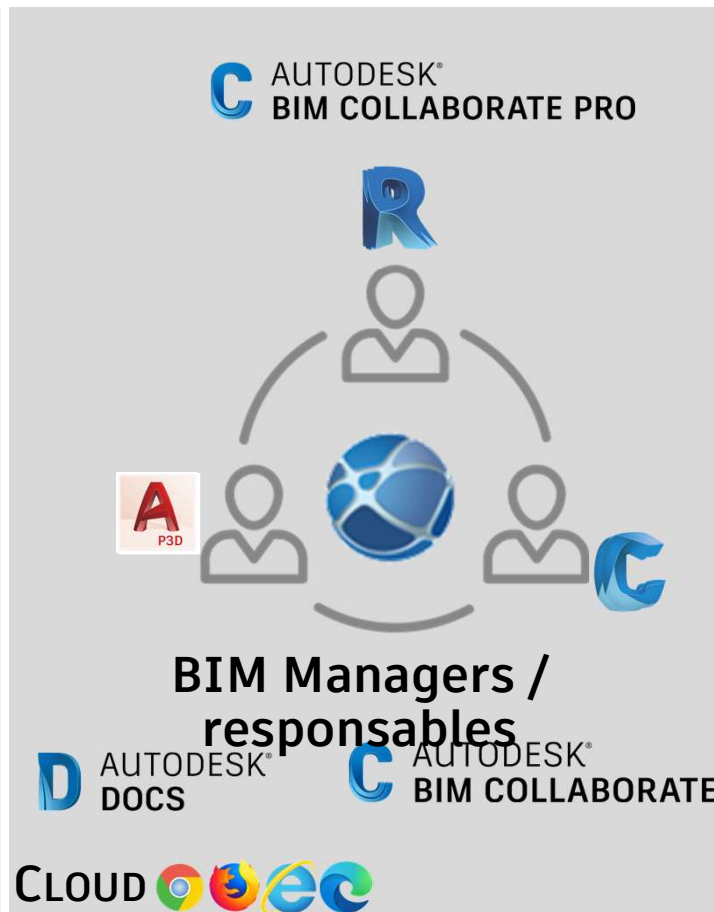 AUTODESK®
BIM COLLABORATE PRO
R
A
P3D
C
BIM Managers /
responsables
D AUTODESK®
DOCS
C AUTODESK®
BIM COLLABORATE
CLOUD